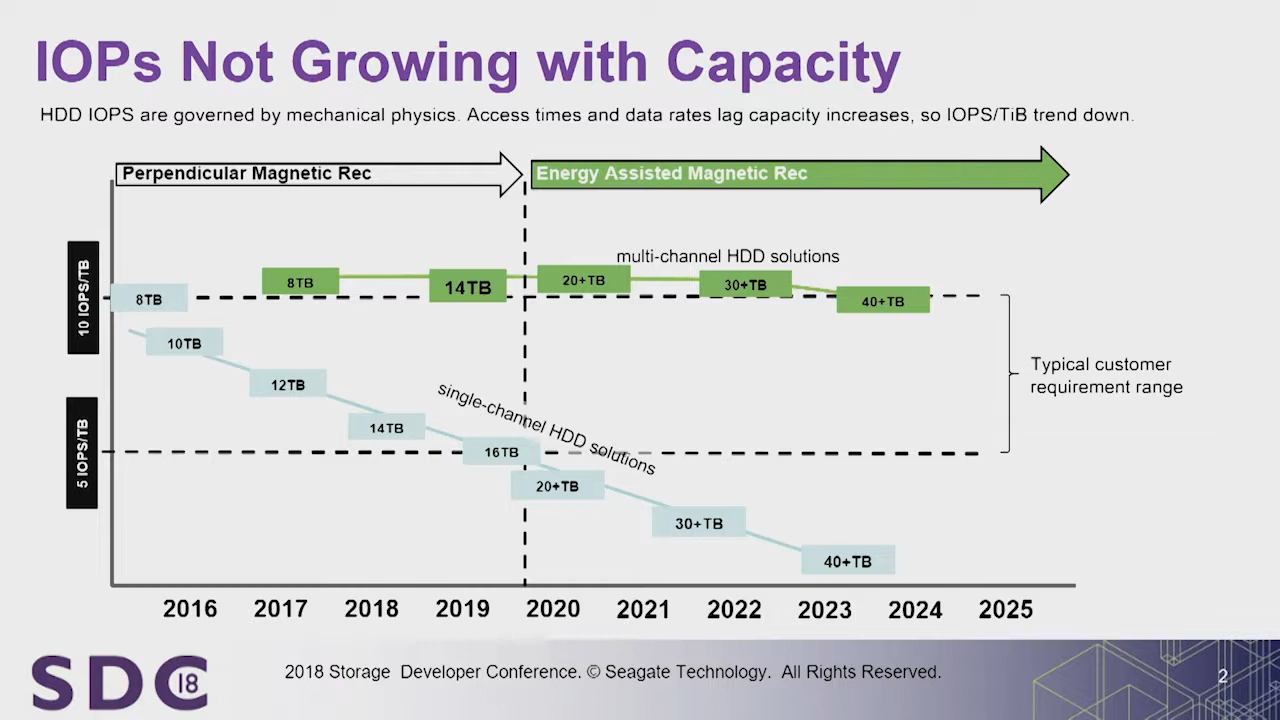 IOPs Not Growing with Capacity
HDD IOPS are governed by mechanical physics. Access times and data rates lag capacity increases, so IOPS/TiB trend down.
Perpendicular Magnetic Rec
Energy Assisted Magnetic Rec
multi-channel HDD solutions
10 IOPS/TB
8TB
8TB
14TB
20+TB
30+TB
40+TB
10TB
12TB
14TB
16TB
20+TB
30+TB
40+TB
single-channel HDD solutions
Typical customer
requirement range
5 IOPS/TB
2016 2017 2018 2019 2020 2021 2022 2023 2024 2025
SDC 18
2018 Storage Developer Conference. © Seagate Technology. All Rights Reserved.
2